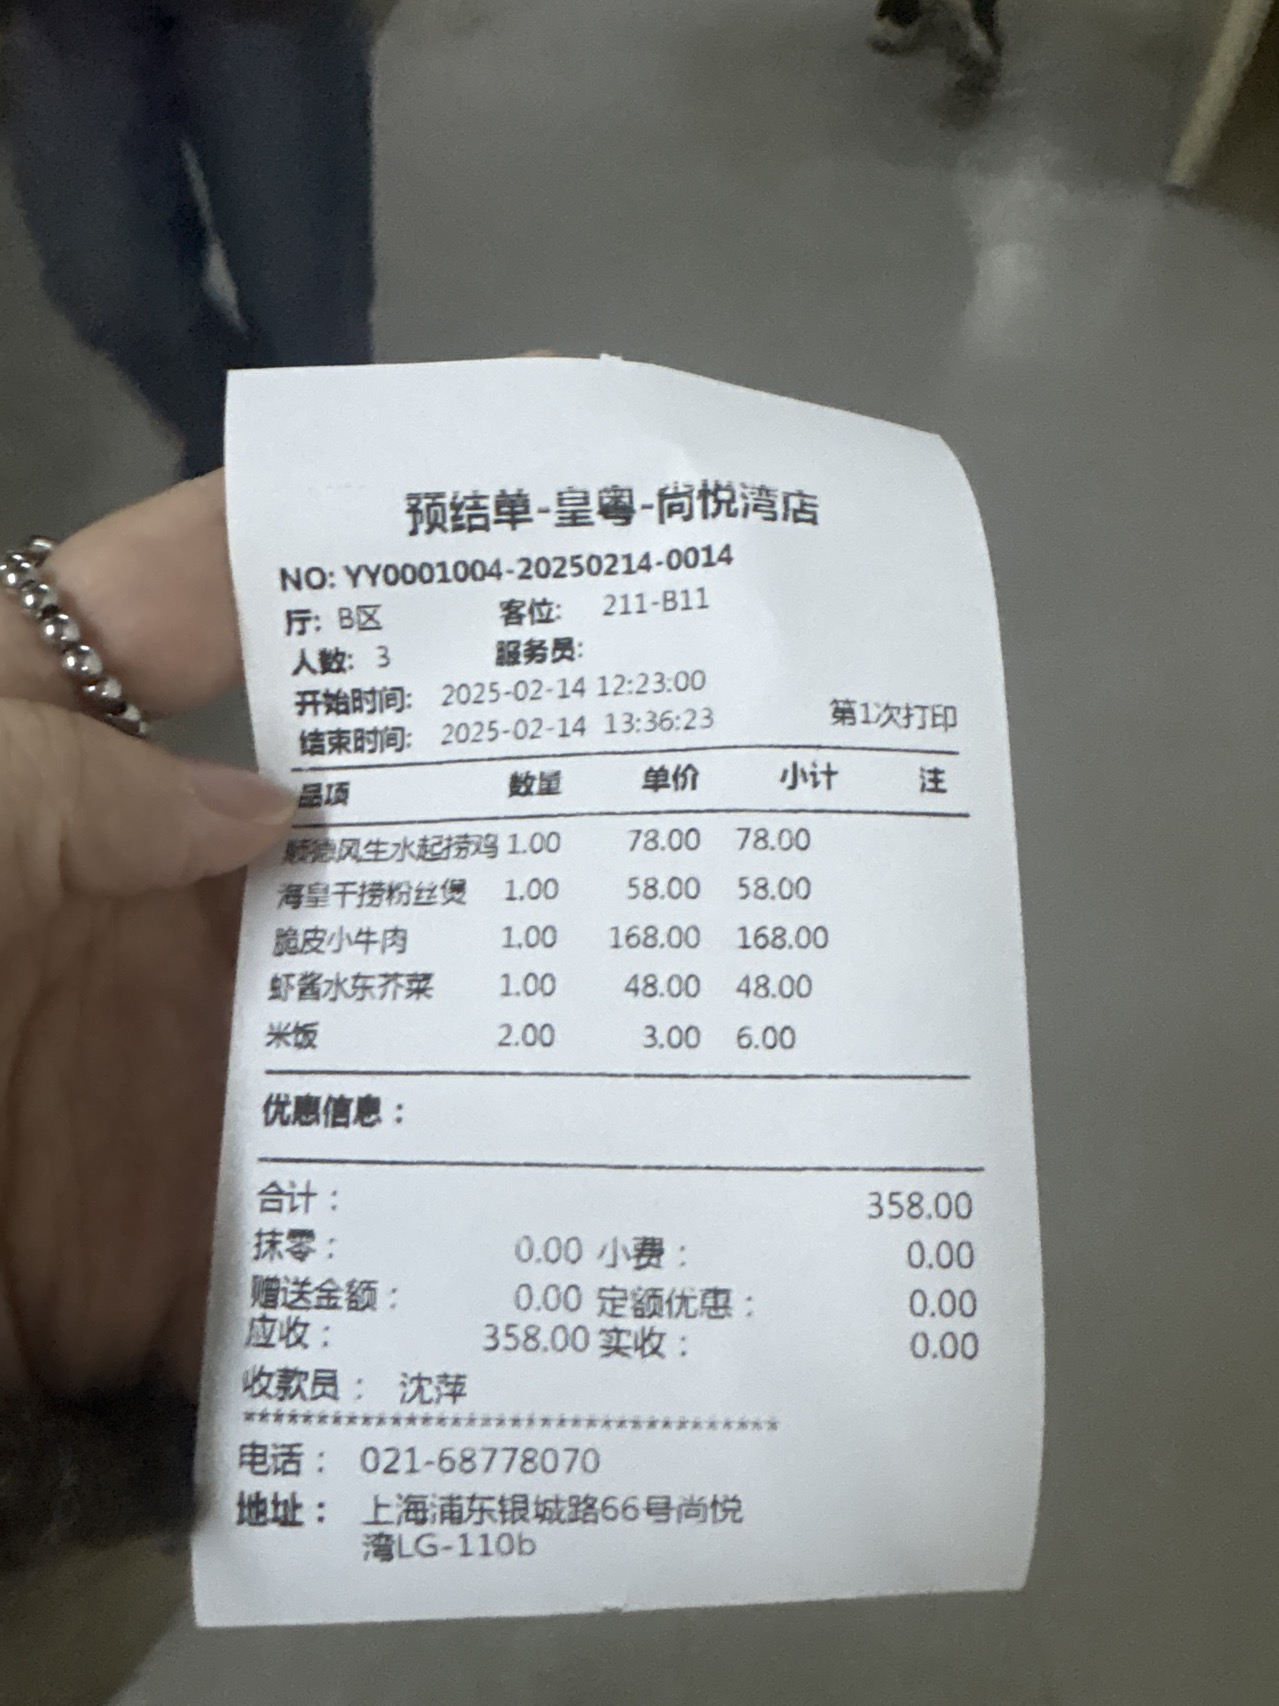 预结单-皇粤-尚悦湾店
NO: YY0001004-20250214-0014
厅: B区 客位: 211-B11
人数: 3 服务员:
开始时间: 2025-02-14 12:23:00
结束时间: 2025-02-14 13:36:23 第1次打印
品项 数量 单价 小计 注
顺德风生水起捞鸡 1.00 78.00 78.00
海皇干捞粉丝煲 1.00 58.00 58.00
脆皮小牛肉 1.00 168.00 168.00
虾酱水东芥菜 1.00 48.00 48.00
米饭 2.00 3.00 6.00
优惠信息：
合计： 358.00
抹零： 0.00 小费： 0.00
赠送金额： 0.00 定额优惠： 0.00
应收： 358.00 实收： 0.00
收款员： 沈萍
*************************************
电话： 021-68778070
地址： 上海浦东银城路66号尚悦
湾LG-110b